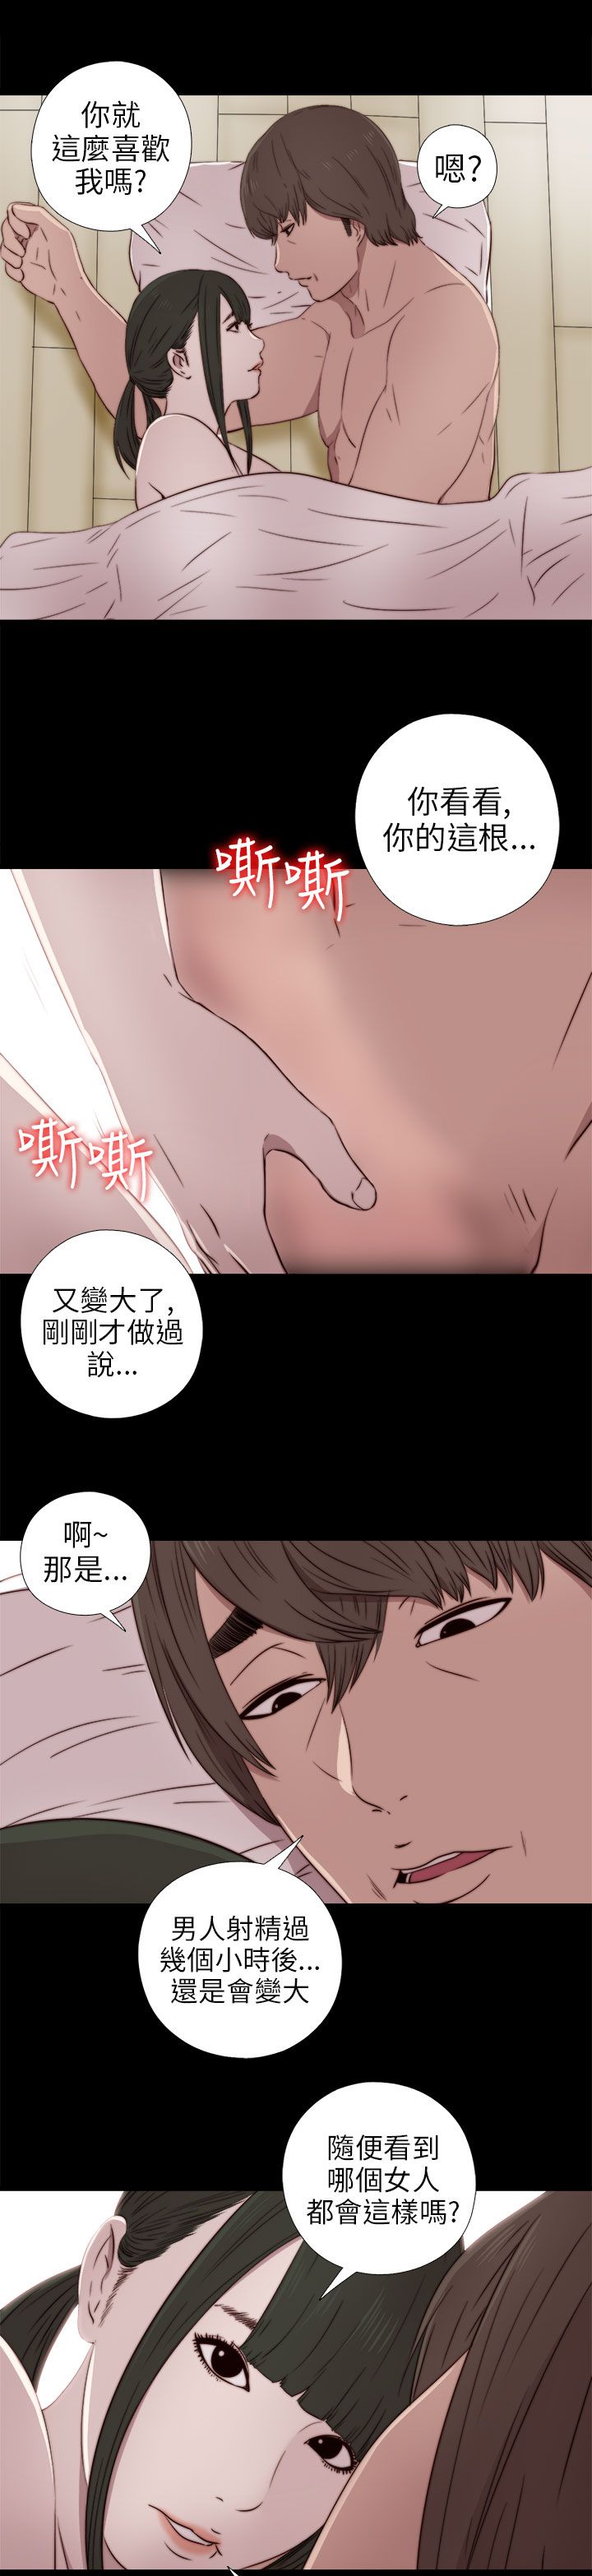 你就
這麼喜歡
我嗎?
嗯?
你看看,
你的這根...
嘶嘶
嘶嘶
又變大了,
剛剛才做過
說...
啊~
那是...
男人射精過
幾個小時後...
還是會變大
隨便看到
哪個女人
都會這樣嗎?